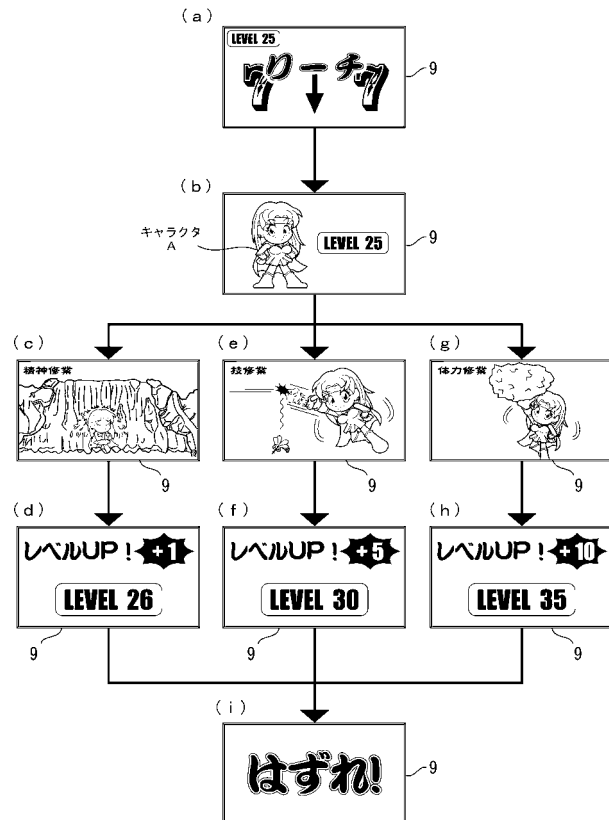 (a)
LEVEL 25
リーチ
7 7
9
(b)
キャラクタ
A
LEVEL 25
9
(c) (e) (g)
精神修業 技修業 体力修業
9 9 9
(d) (f) (h)
レベルUP! +1 レベルUP! +5 レベルUP! +10
LEVEL 26 LEVEL 30 LEVEL 35
9 9 9
(i)
はずれ!
9